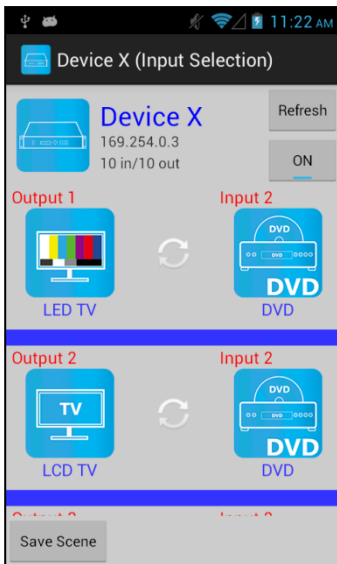 11:22 AM
Device X (Input Selection)
Device X
169.254.0.3
10 in/10 out
Refresh
ON
Output 1
Input 2
DVD
DVD
LED TV
DVD
Output 2
Input 2
TV
DVD
DVD
LCD TV
DVD
Save Scene